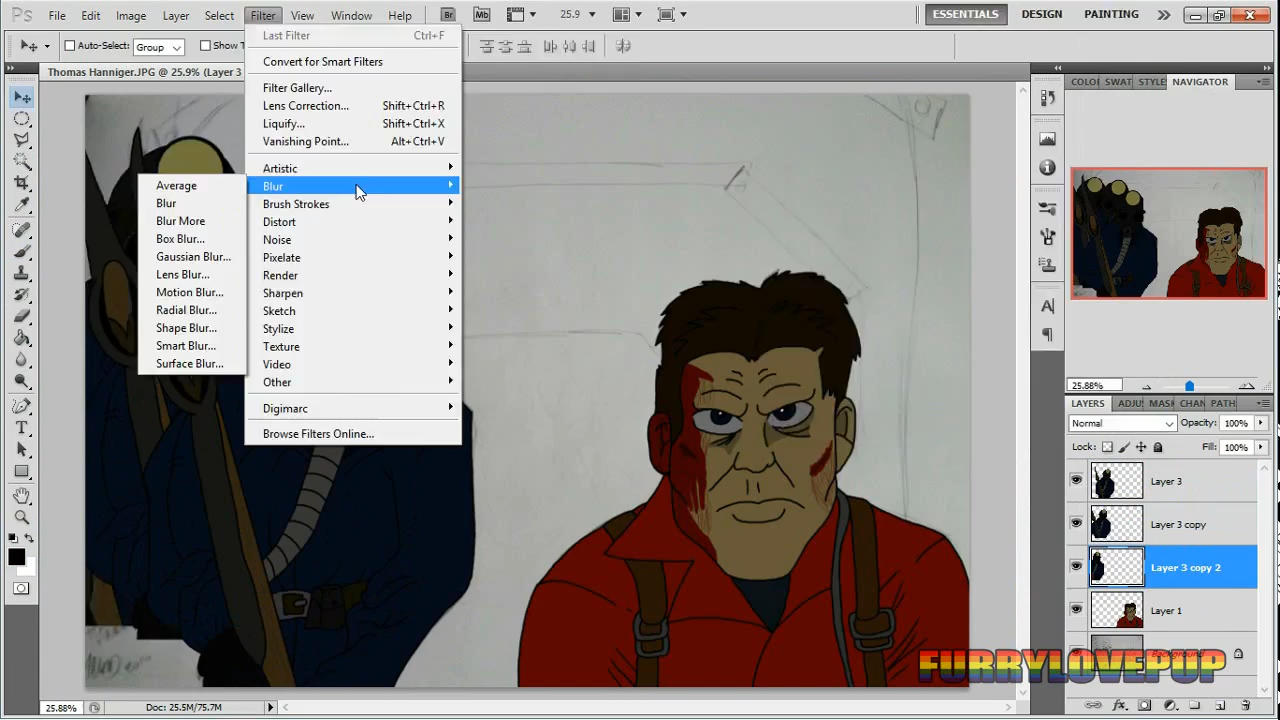 Ps Edit Image Layer Select Filter View Window Help Br Mb 25.9 ESSENTIALS DESIGN PAINTING
Auto-Select: Group Show T
Thomas Hanniger.JPG @ 25.9% (Layer 3
Last Filter Ctrl+F
Convert for Smart Filters
Filter Gallery...
Lens Correction... Shift+Ctrl+R
Liquify... Shift+Ctrl+X
Vanishing Point... Alt+Ctrl+V
Artistic
Blur
Brush Strokes
Distort
Noise
Pixelate
Render
Sharpen
Sketch
Stylize
Texture
Video
Other
Digimarc
Browse Filters Online...
Average
Blur
Blur More
Box Blur...
Gaussian Blur...
Lens Blur...
Motion Blur...
Radial Blur...
Shape Blur...
Smart Blur...
Surface Blur...
COLO SWAT STYLE NAVIGATOR
25.88%
LAYERS ADJU MASK CHAN PATH
Normal Opacity: 100%
Lock: Fill: 100%
Layer 3
Layer 3 copy
Layer 3 copy 2
Layer 1
Background
FURRYLOVEPUP
25.88% Doc: 25.5M/75.7M